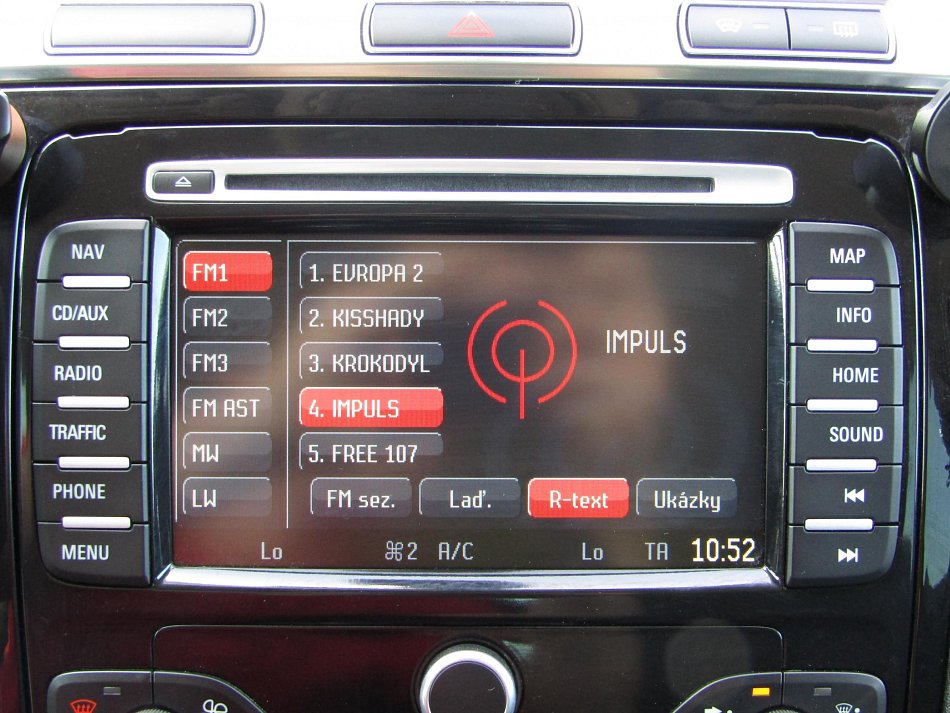 NAV
CD/AUX
RADIO
TRAFFIC
PHONE
MENU
FM1
FM2
FM3
FM AST
MW
LW
1. EVROPA 2
2. KISSHADY
3. KROKODYL
4. IMPULS
5. FREE 107
IMPULS
FM sez. Laď. R-text Ukázky
Lo 2 A/C Lo TA 10:52
MAP
INFO
HOME
SOUND